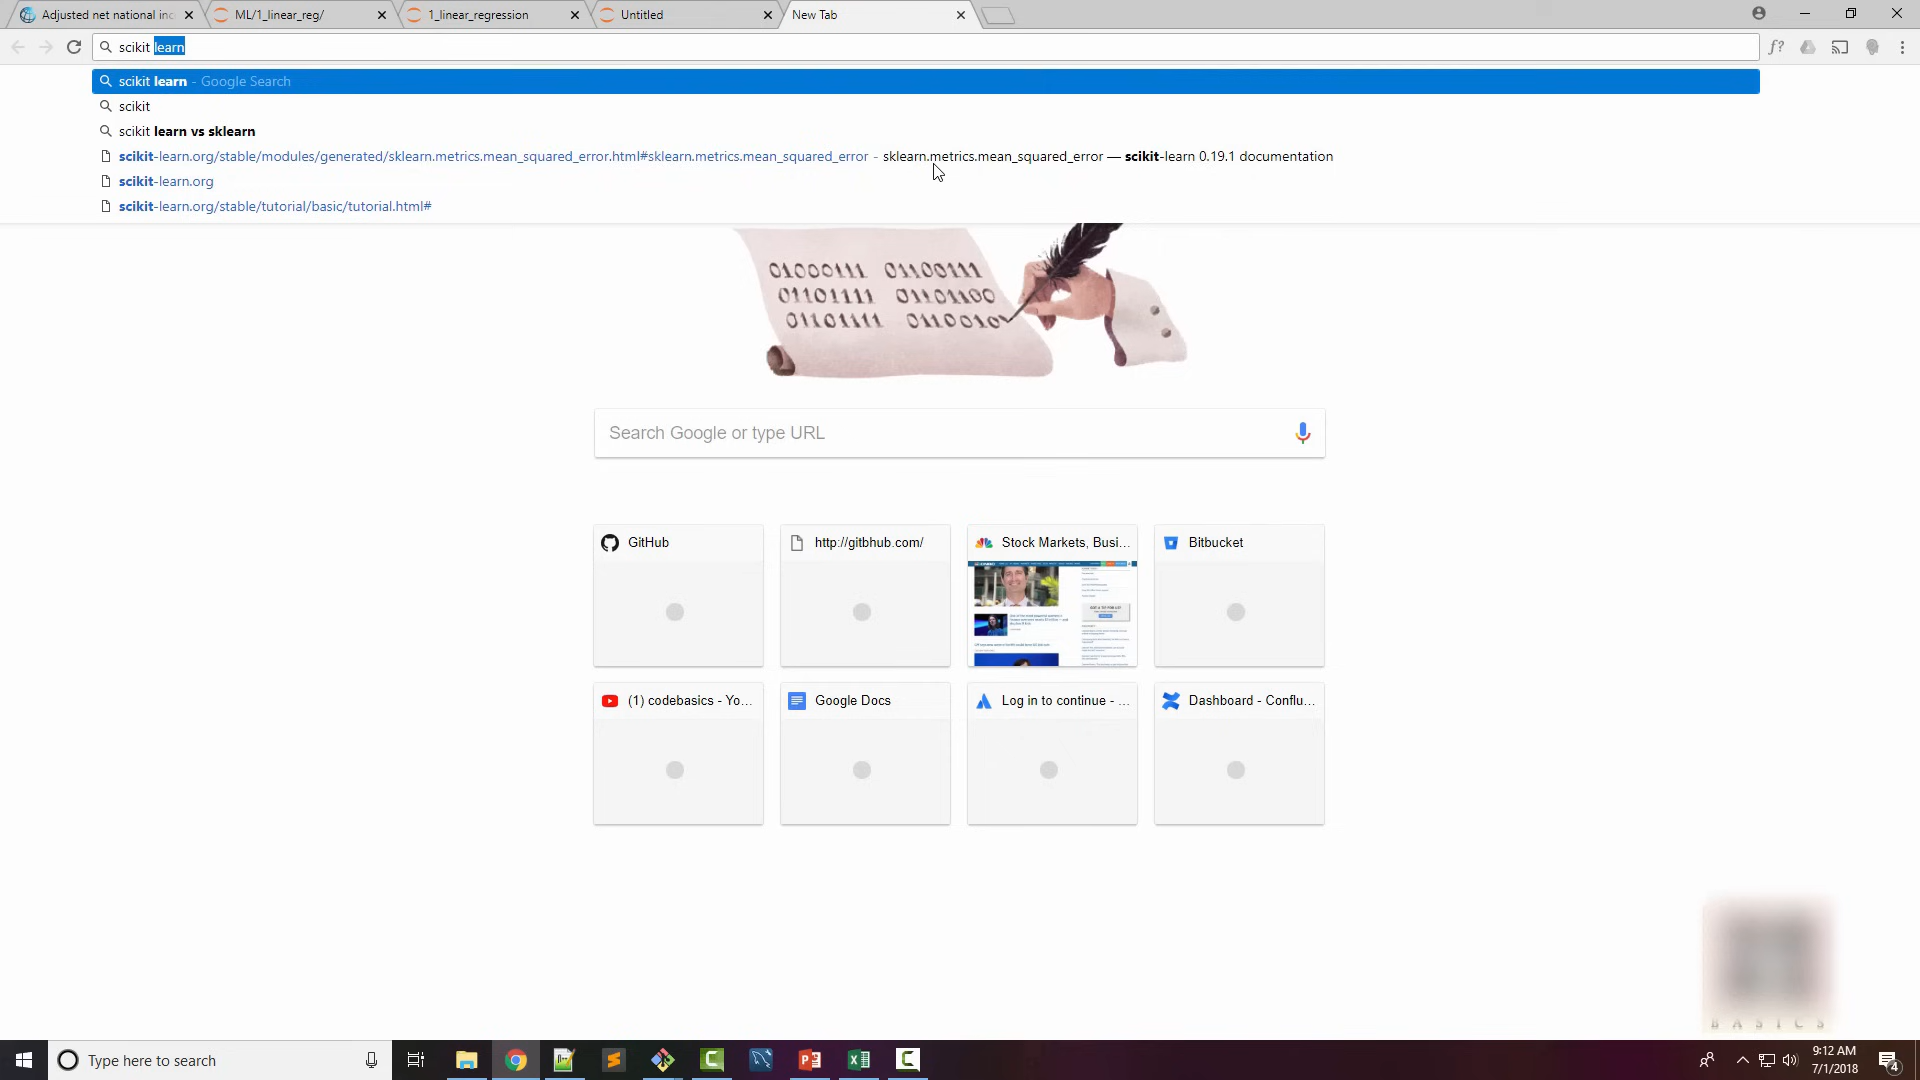 Adjusted net national inc
ML/1_linear_reg/
1_linear_regression
Untitled
New Tab
scikit learn
scikit learn - Google Search
scikit
scikit learn vs sklearn
scikit-learn.org/stable/modules/generated/sklearn.metrics.mean_squared_error.html#sklearn.metrics.mean_squared_error - sklearn.metrics.mean_squared_error — scikit-learn 0.19.1 documentation
scikit-learn.org
scikit-learn.org/stable/tutorial/basic/tutorial.html#
01000111 01100111
01101111 01101100
01101111 0110010
Search Google or type URL
GitHub
http://gitbhub.com/
Stock Markets, Busi...
Bitbucket
(1) codebasics - Yo...
Google Docs
Log in to continue - ...
Dashboard - Conflu...
BASICS
Type here to search
9:12 AM
7/1/2018
4